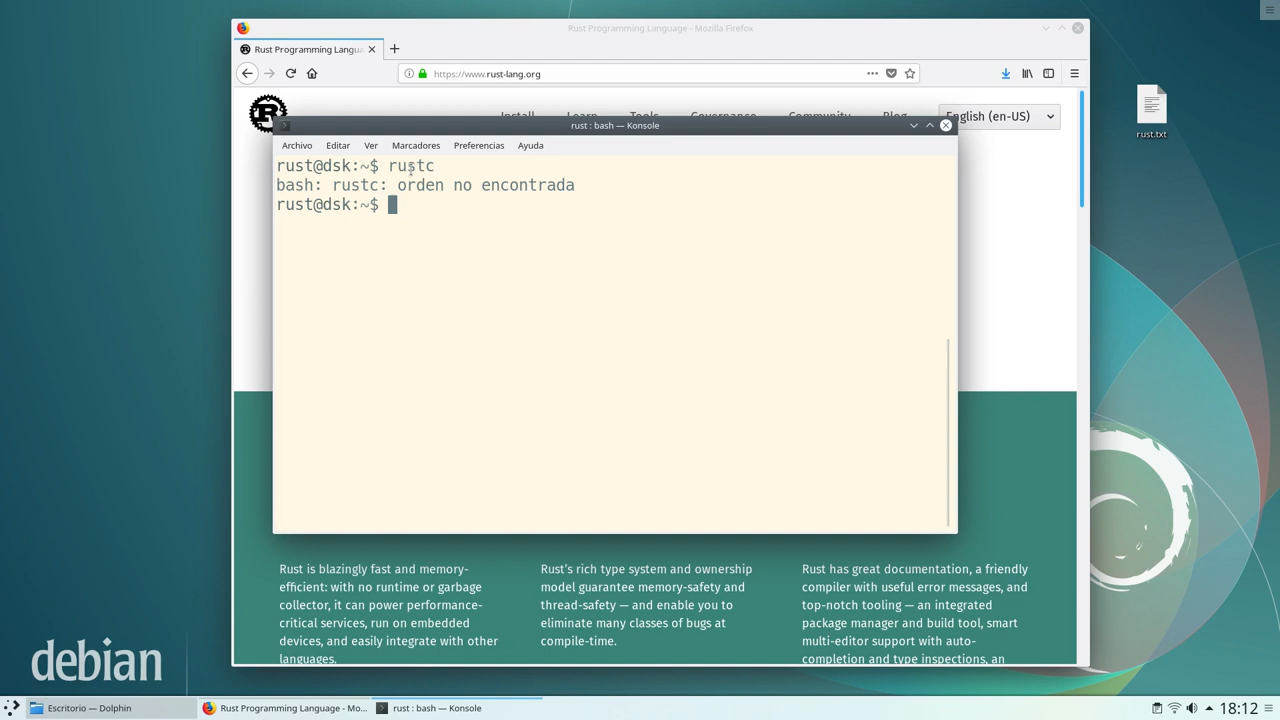 Rust Programming Language - Mozilla Firefox
Rust Programming Langua
https://www.rust-lang.org
Install Learn Tools Governance Community Blog English (en-US)
rust : bash — Konsole
Archivo Editar Ver Marcadores Preferencias Ayuda
rust@dsk:~$ rustc
bash: rustc: orden no encontrada
rust@dsk:~$
rust.txt
Rust is blazingly fast and memory-
efficient: with no runtime or garbage
collector, it can power performance-
critical services, run on embedded
devices, and easily integrate with other
languages.
Rust’s rich type system and ownership
model guarantee memory-safety and
thread-safety — and enable you to
eliminate many classes of bugs at
compile-time.
Rust has great documentation, a friendly
compiler with useful error messages, and
top-notch tooling — an integrated
package manager and build tool, smart
multi-editor support with auto-
completion and type inspections, an
debian
Escritorio — Dolphin
Rust Programming Language - Mo...
rust : bash — Konsole
18:12